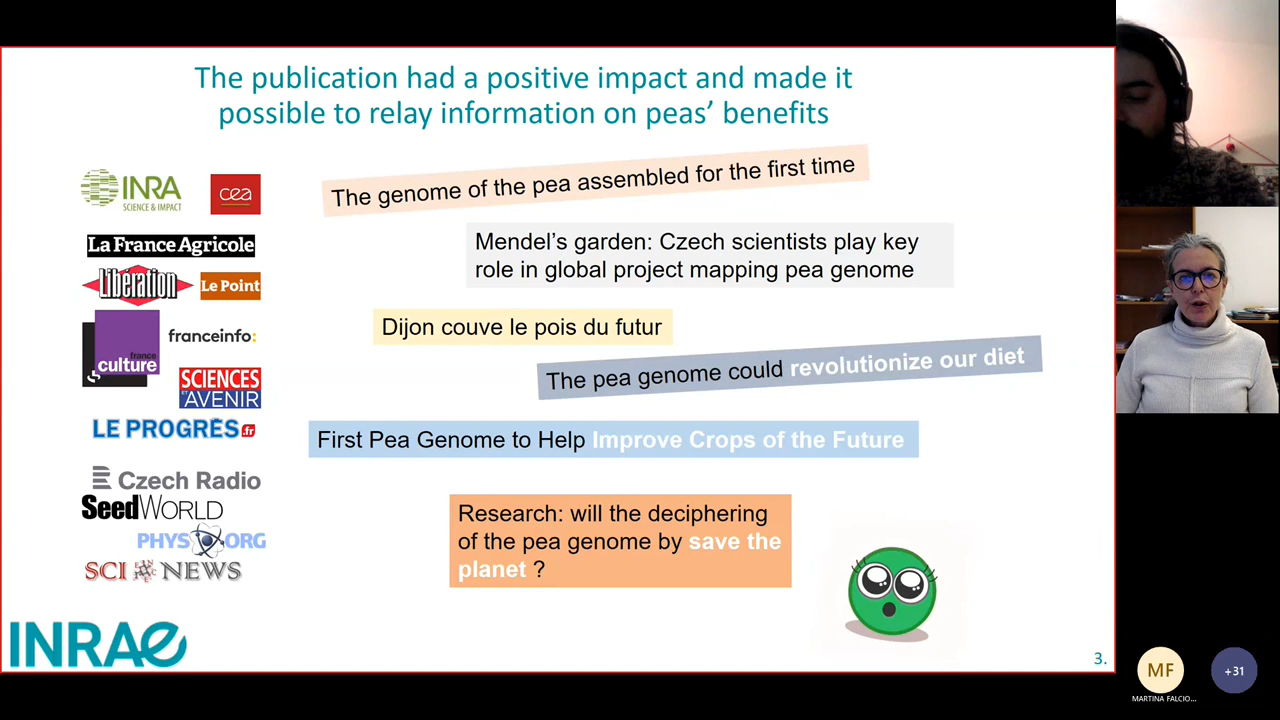 The publication had a positive impact and made it
possible to relay information on peas’ benefits
INRA
SCIENCE & IMPACT
cea
La France Agricole
Libération
Le Point
france
culture
franceinfo:
SCIENCES
ET AVENIR
LE PROGRÈS.fr
Czech Radio
SeedWORLD
PHYS ORG
SCI NEWS
The genome of the pea assembled for the first time
Mendel’s garden: Czech scientists play key
role in global project mapping pea genome
Dijon couve le pois du futur
The pea genome could revolutionize our diet
First Pea Genome to Help Improve Crops of the Future
Research: will the deciphering
of the pea genome by save the
planet ?
INRAE
3.
MF
+31
MARTINA FALCIO...